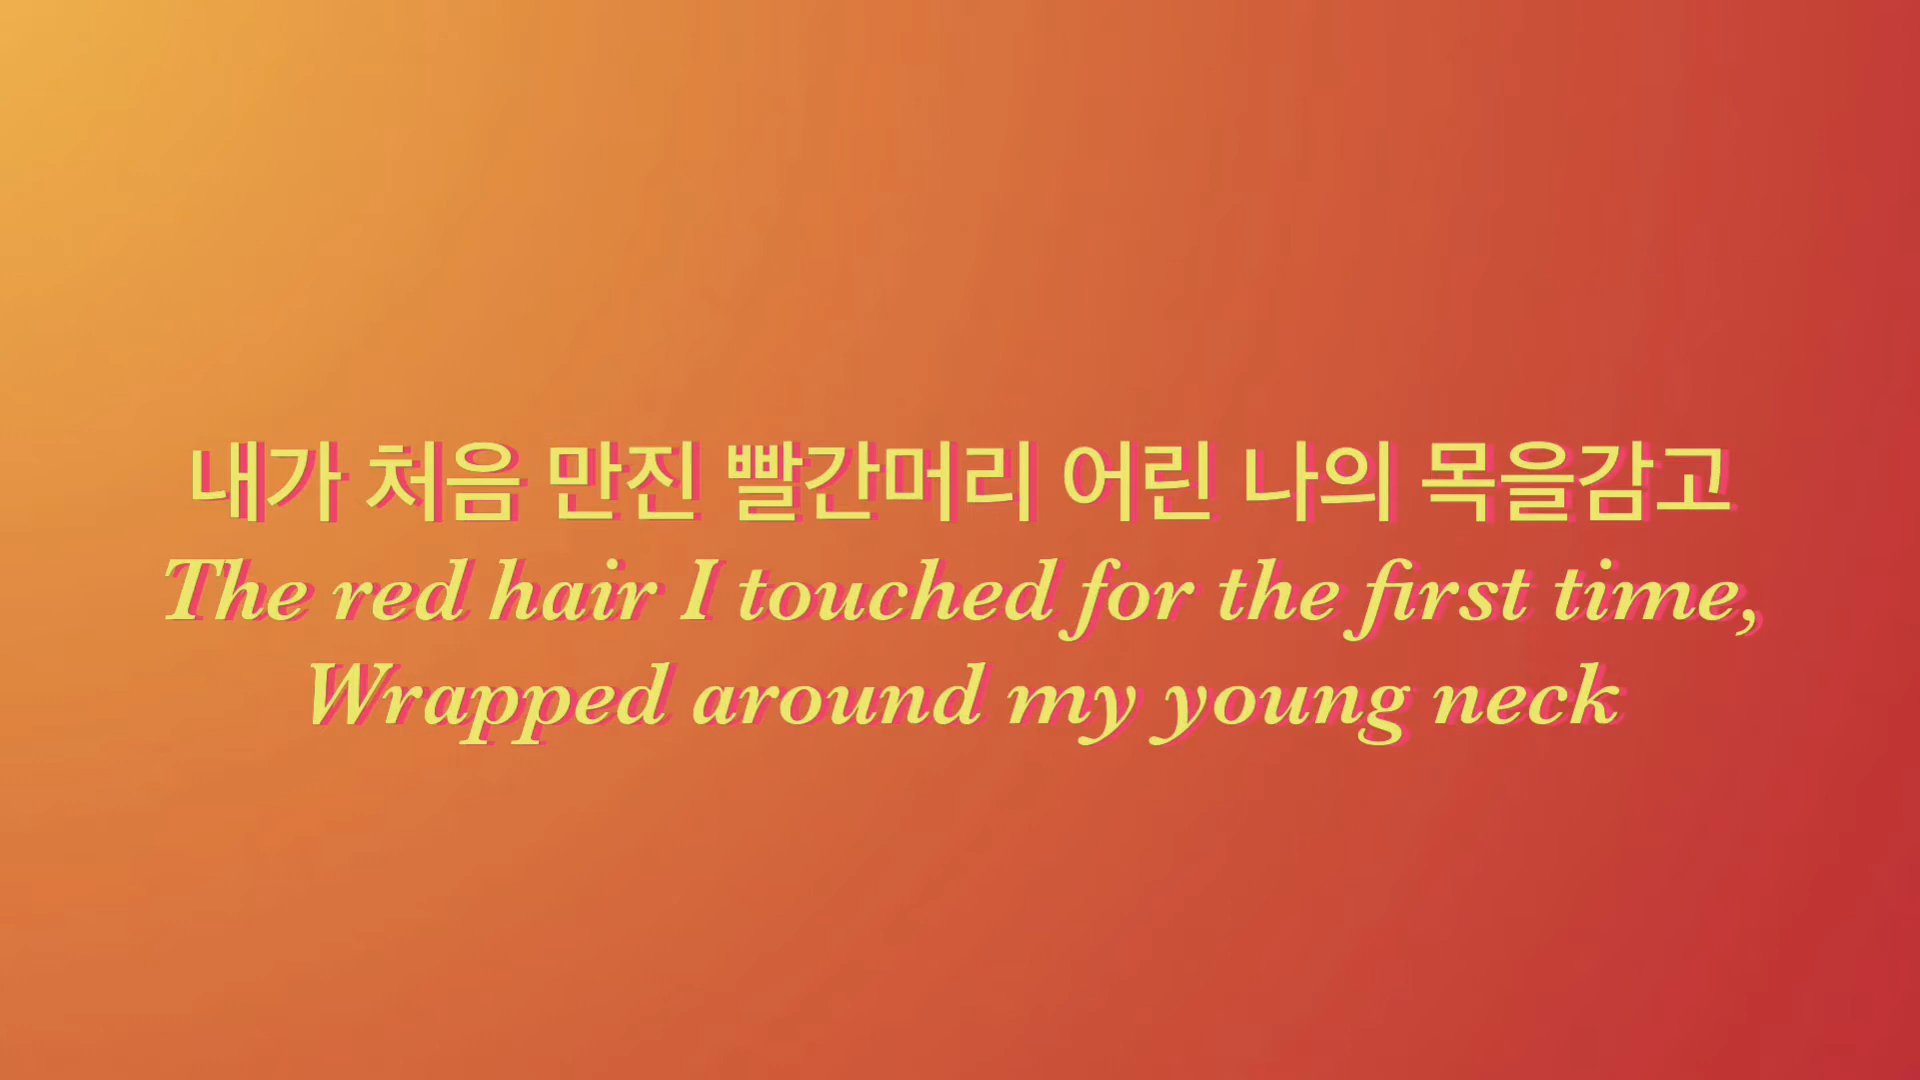 내가 처음 만진 빨간머리 어린 나의 목을감고
The red hair I touched for the first time,
Wrapped around my young neck